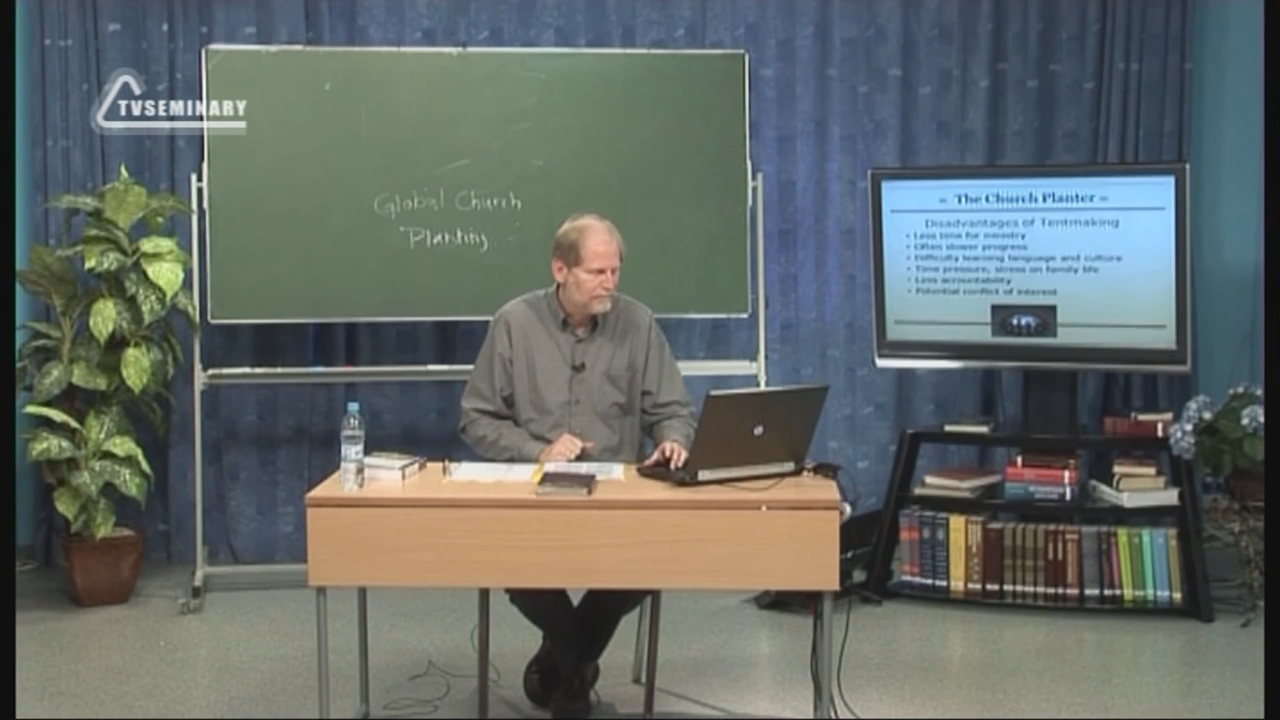 TVSEMINARY
Global Church
Planting
The Church Planter
Disadvantages of Tentmaking
• Less time for ministry
• Often slower progress
• Difficulty learning language and culture
• Time pressure, stress on family life
• Less accountability
• Potential conflict of interest